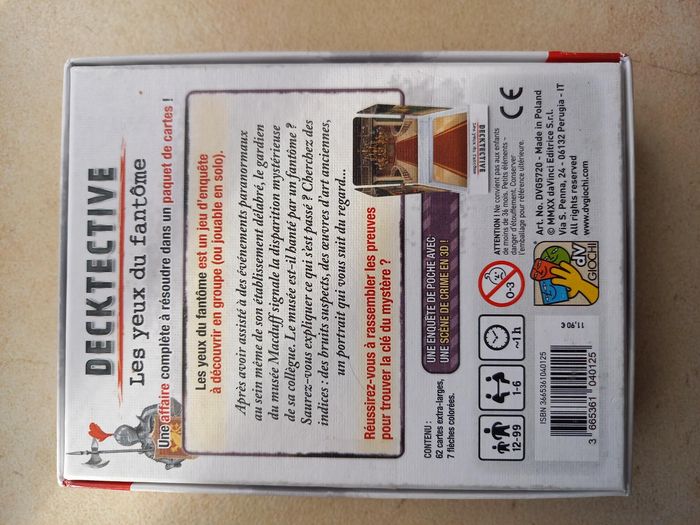 DECKTECTIVE
Les yeux du fantôme
Une affaire complète à résoudre dans un paquet de cartes !
Les yeux du fantôme est un jeu d'enquête
à découvrir en groupe (ou jouable en solo).
Après avoir assisté à des événements paranormaux
au sein même de son établissement délabré, le gardien
du musée Macduff signale la disparition mystérieuse
de sa collègue. Le musée est-il hanté par un fantôme ?
Saurez-vous expliquer ce qui s'est passé ? Cherchez des
indices : des bruits suspects, des œuvres d'art anciennes,
un portrait qui vous suit du regard...
Réussirez-vous à rassembler les preuves
pour trouver la clé du mystère ?
DECKTECTIVE
UNE ENQUÊTE DE POCHE AVEC
UNE SCÈNE DE CRIME EN 3D !
CONTENU :
62 cartes extra-larges,
7 flèches colorées.
12-99
1-6
~1h
0-3
ATTENTION ! Ne convient pas aux enfants
de moins de 36 mois. Petits éléments -
danger d'étouffement. Conserver
l'emballage pour référence ultérieure.
CE
Art. No. DVG5720 - Made in Poland
© MMXX daVinci Editrice S.r.l.
Via S. Penna, 24 - 06132 Perugia - IT
All rights reserved
www.dvgiochi.com
dV
GIOCHI
11,90 €
ISBN 3665361040125
3 665361 040125